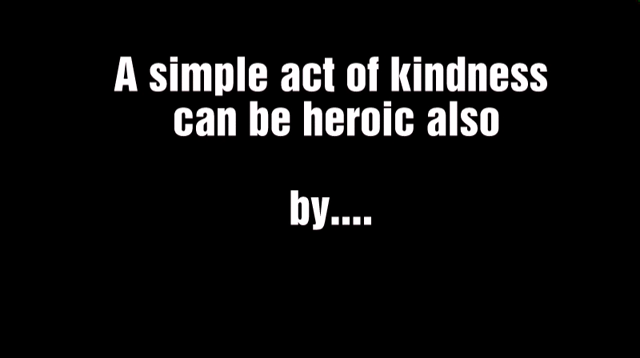 A simple act of kindness
can be heroic also
by....